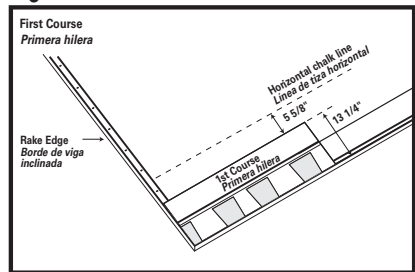 First Course
Primera hilera
Horizontal chalk line
Línea de tiza horizontal
5 5/8"
13 1/4"
Rake Edge
Borde de viga
inclinada
1st Course
Primera hilera